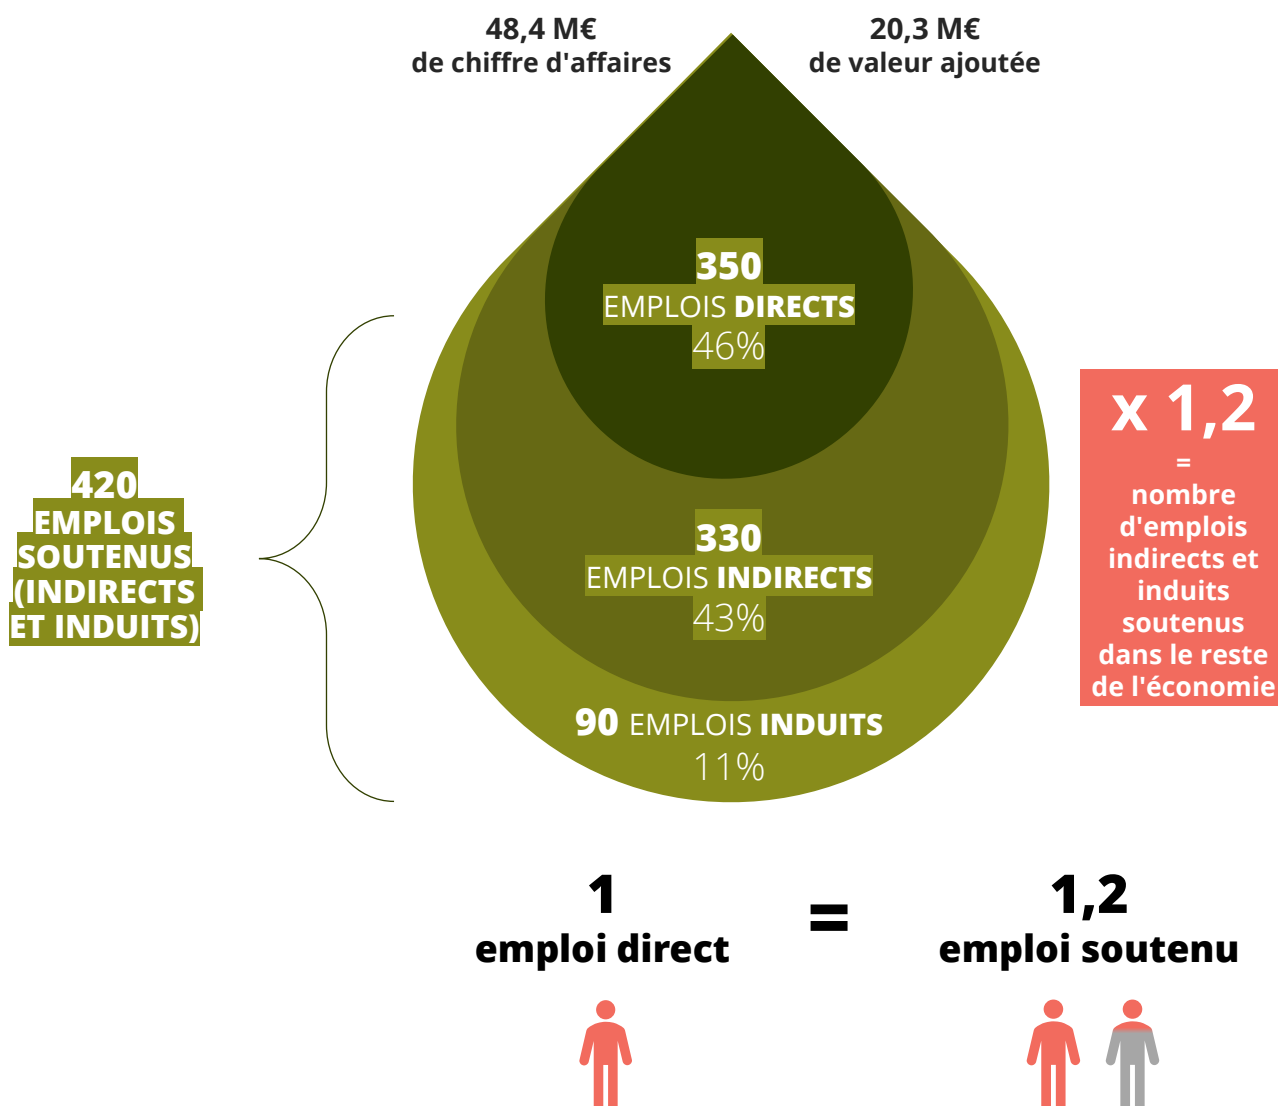 48,4 M€
de chiffre d'affaires
20,3 M€
de valeur ajoutée
350
EMPLOIS DIRECTS
46%
420
EMPLOIS
SOUTENUS
(INDIRECTS
ET INDUITS)
330
EMPLOIS INDIRECTS
43%
90 EMPLOIS INDUITS
11%
x 1,2
=
nombre
d'emplois
indirects et
induits
soutenus
dans le reste
de l'économie
1
emploi direct
=
1,2
emploi soutenu